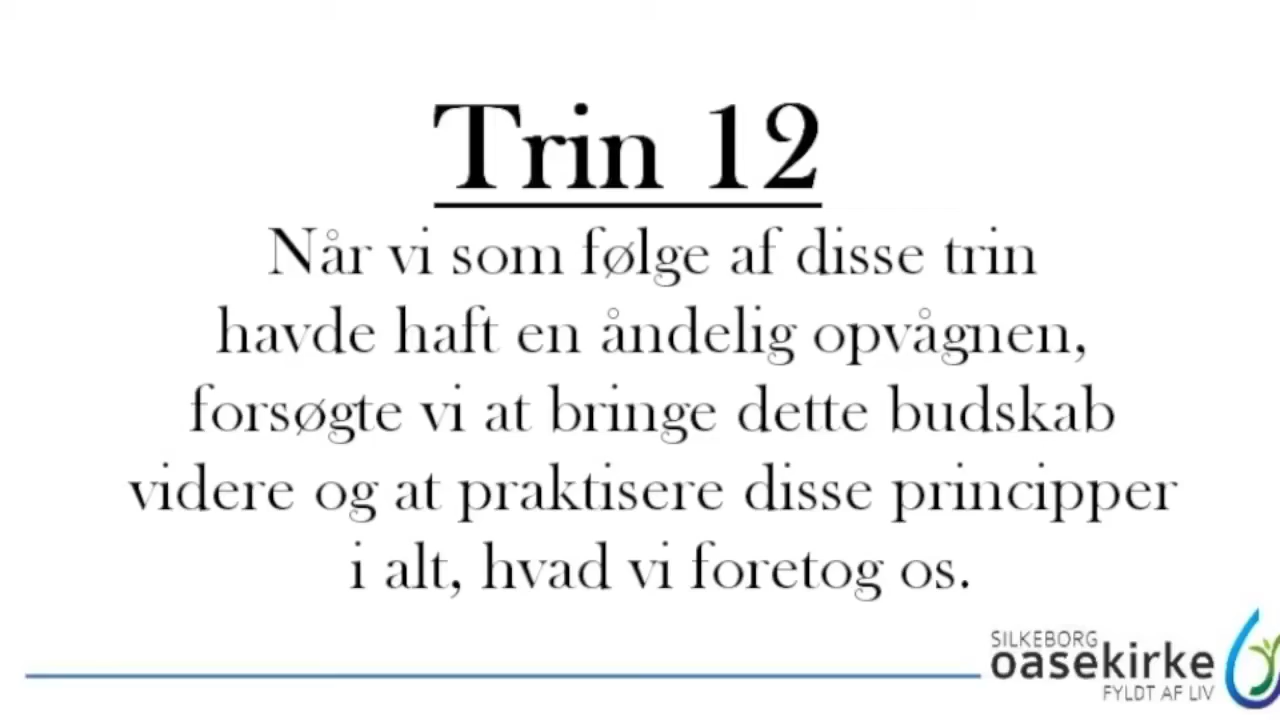 Trin 12
Når vi som følge af disse trin
havde haft en åndelig opvågnen,
forsøgte vi at bringe dette budskab
videre og at praktisere disse principper
i alt, hvad vi foretog os.
SILKEBORG
oasekirke
FYLDT AF LIV